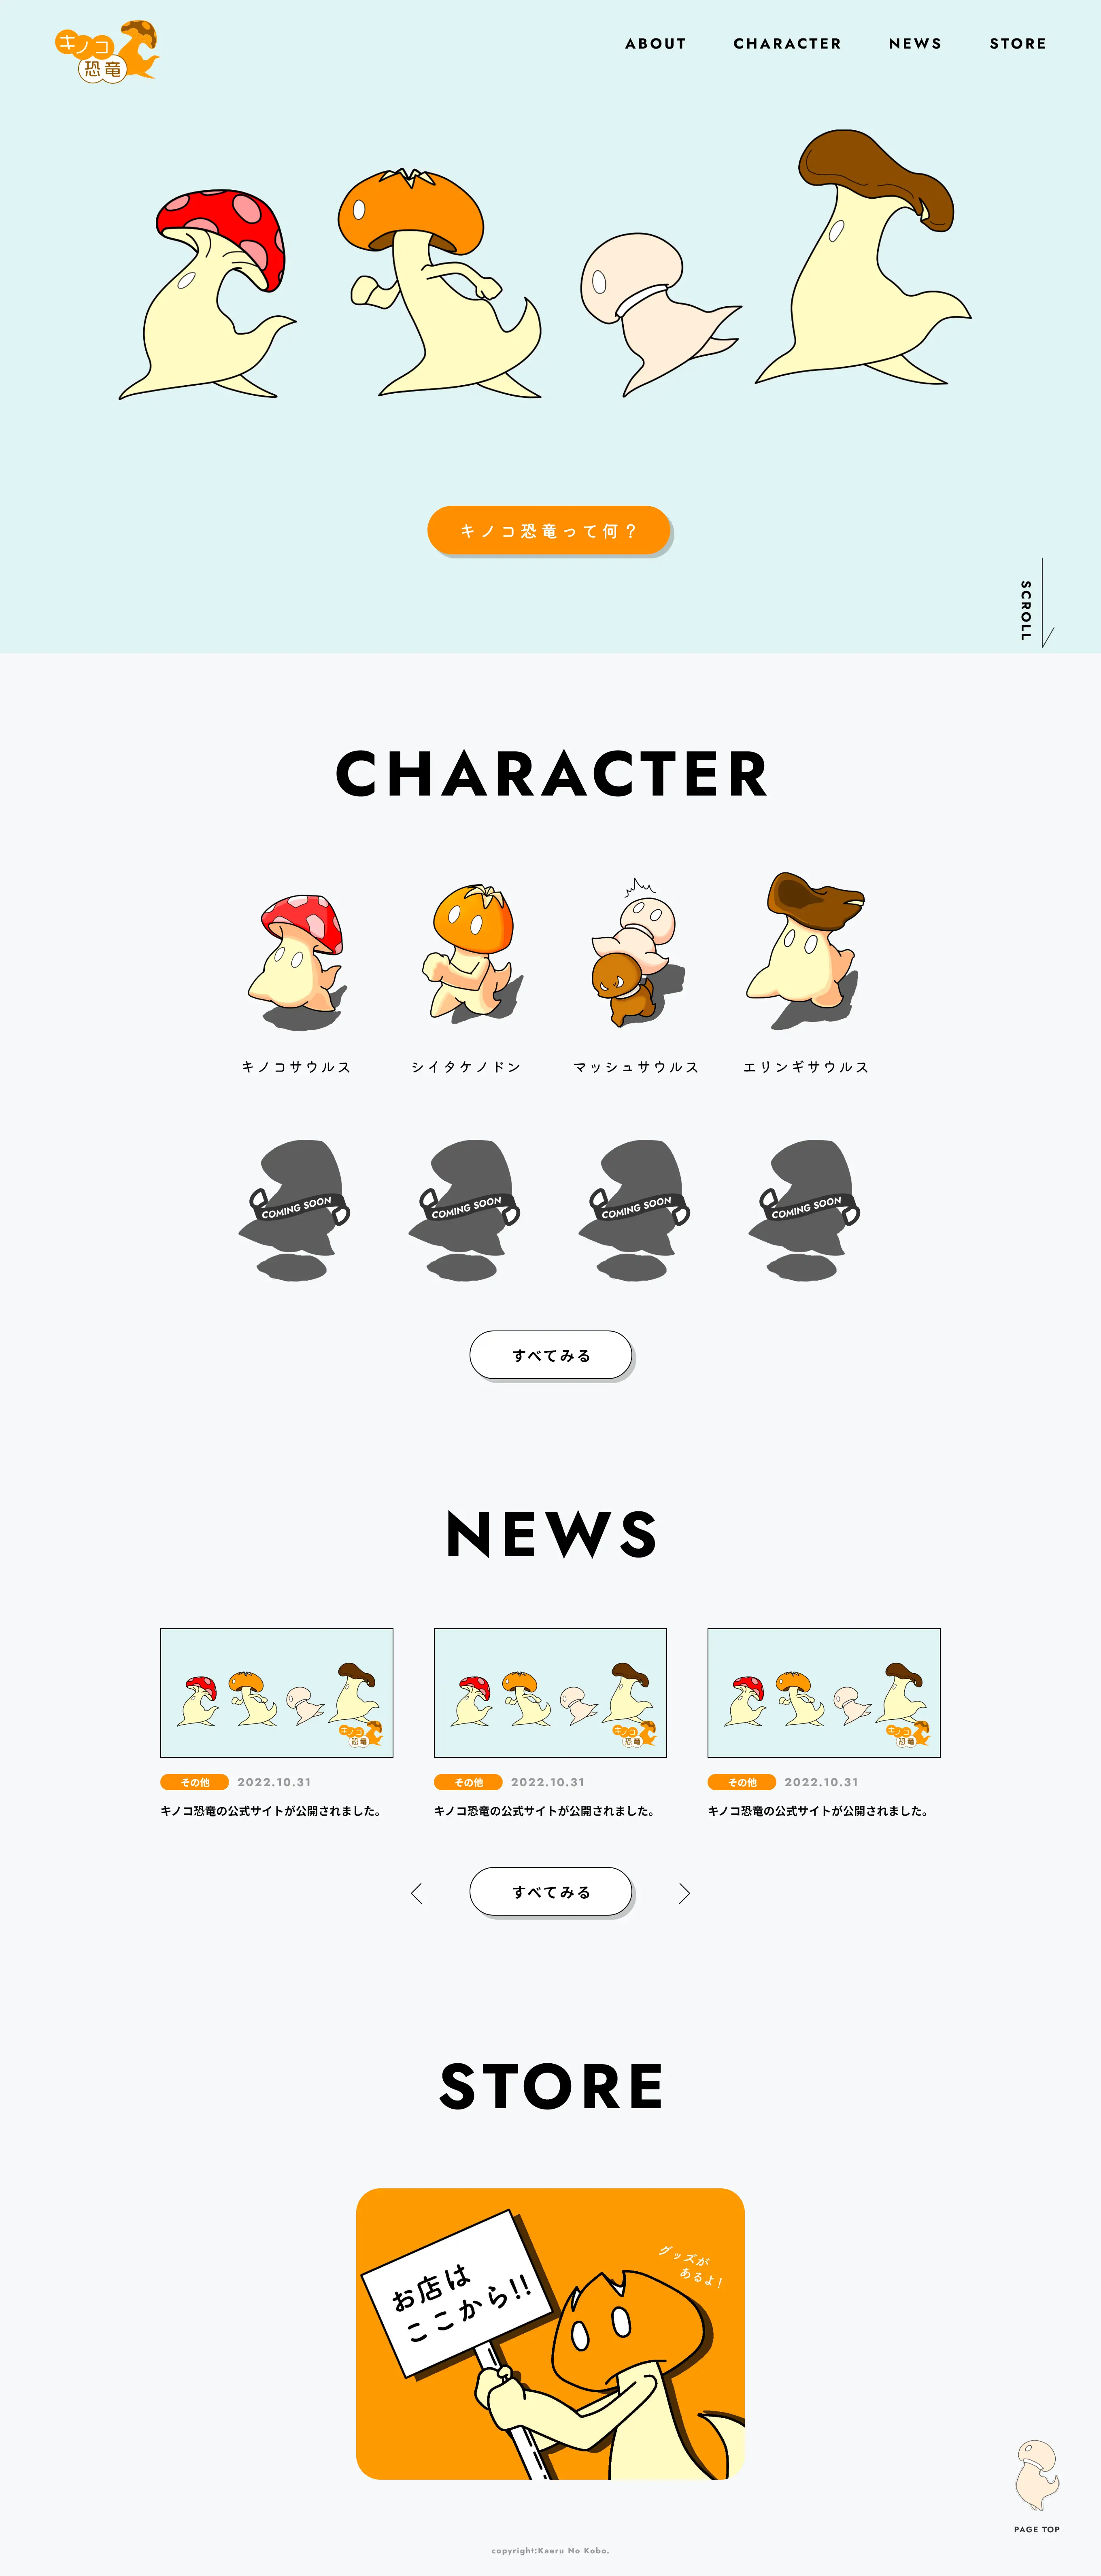 キノコ
恐竜
ABOUT
CHARACTER
NEWS
STORE
キノコ恐竜って何？
SCROLL
CHARACTER
キノコサウルス
シイタケノドン
マッシュサウルス
エリンギサウルス
COMING SOON
COMING SOON
COMING SOON
COMING SOON
すべてみる
NEWS
キノコ
恐竜
キノコ
恐竜
キノコ
恐竜
その他 2022.10.31
キノコ恐竜の公式サイトが公開されました。
その他 2022.10.31
キノコ恐竜の公式サイトが公開されました。
その他 2022.10.31
キノコ恐竜の公式サイトが公開されました。
すべてみる
STORE
お店は
ここから!!
グッズが
あるよ！
PAGE TOP
copyright:Kaeru No Kobo.